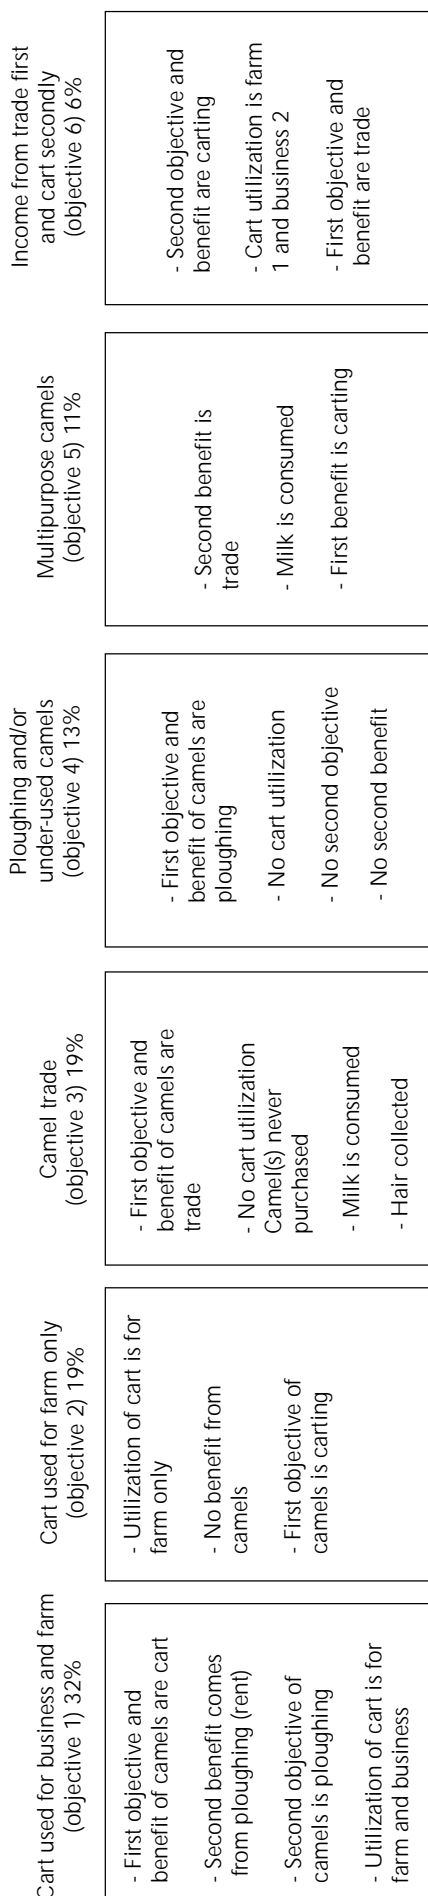 Cart used for business and farm
(objective 1) 32%
- First objective and
benefit of camels are cart
- Second benefit comes
from ploughing (rent)
- Second objective of
camels is ploughing
- Utilization of cart is for
farm and business
Cart used for farm only
(objective 2) 19%
- Utilization of cart is for
farm only
- No benefit from
camels
- First objective of
camels is carting
Camel trade
(objective 3) 19%
- First objective and
benefit of camels are
trade
- No cart utilization
Camel(s) never
purchased
- Milk is consumed
- Hair collected
Ploughing and/or
under-used camels
(objective 4) 13%
- First objective and
benefit of camels are
ploughing
- No cart utilization
- No second objective
- No second benefit
Multipurpose camels
(objective 5) 11%
- Second benefit is
trade
- Milk is consumed
- First benefit is carting
Income from trade first
and cart secondly
(objective 6) 6%
- Second objective and
benefit are carting
- Cart utilization is farm
1 and business 2
- First objective and
benefit are trade